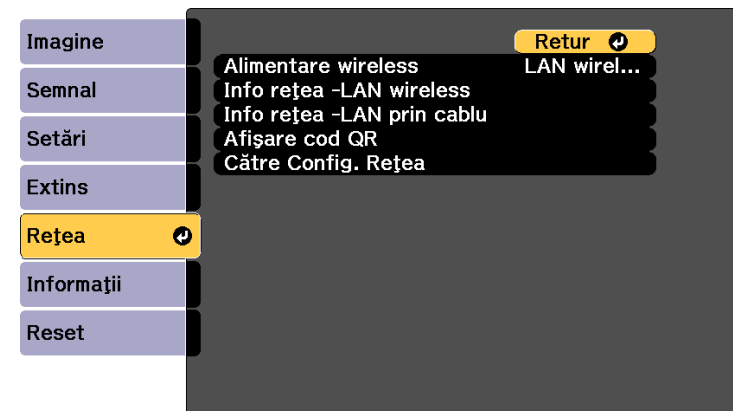 Imagine
Semnal
Setări
Extins
Reţea
Informaţii
Reset
Retur
Alimentare wireless LAN wirel...
Info reţea -LAN wireless
Info reţea -LAN prin cablu
Afişare cod QR
Către Config. Reţea